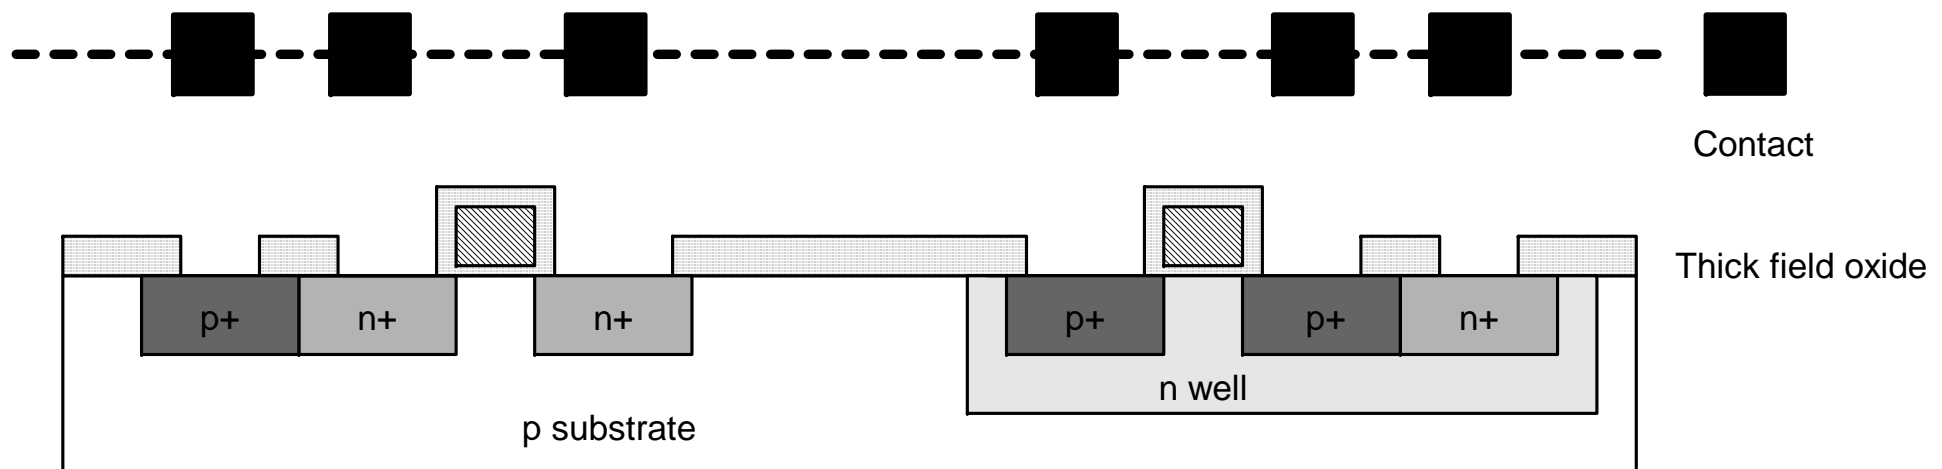 Contact
Thick field oxide
p+ n+ n+ p+ p+ n+
n well
p substrate